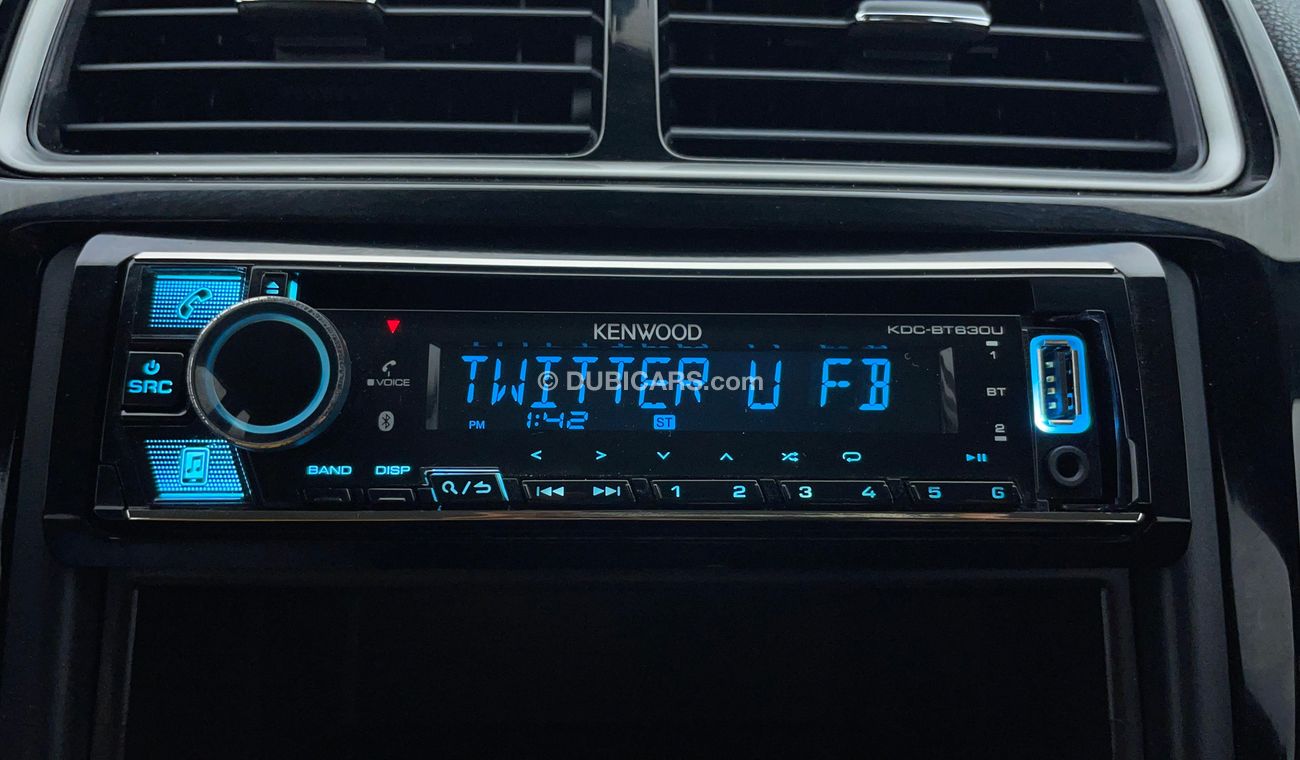 KENWOOD
KDC-BT630U
SRC
VOICE
TWITTER U FB
© DUBICARS.com
PM 1:42 ST
1
BT
2
BAND DISP
1 2 3 4 5 6